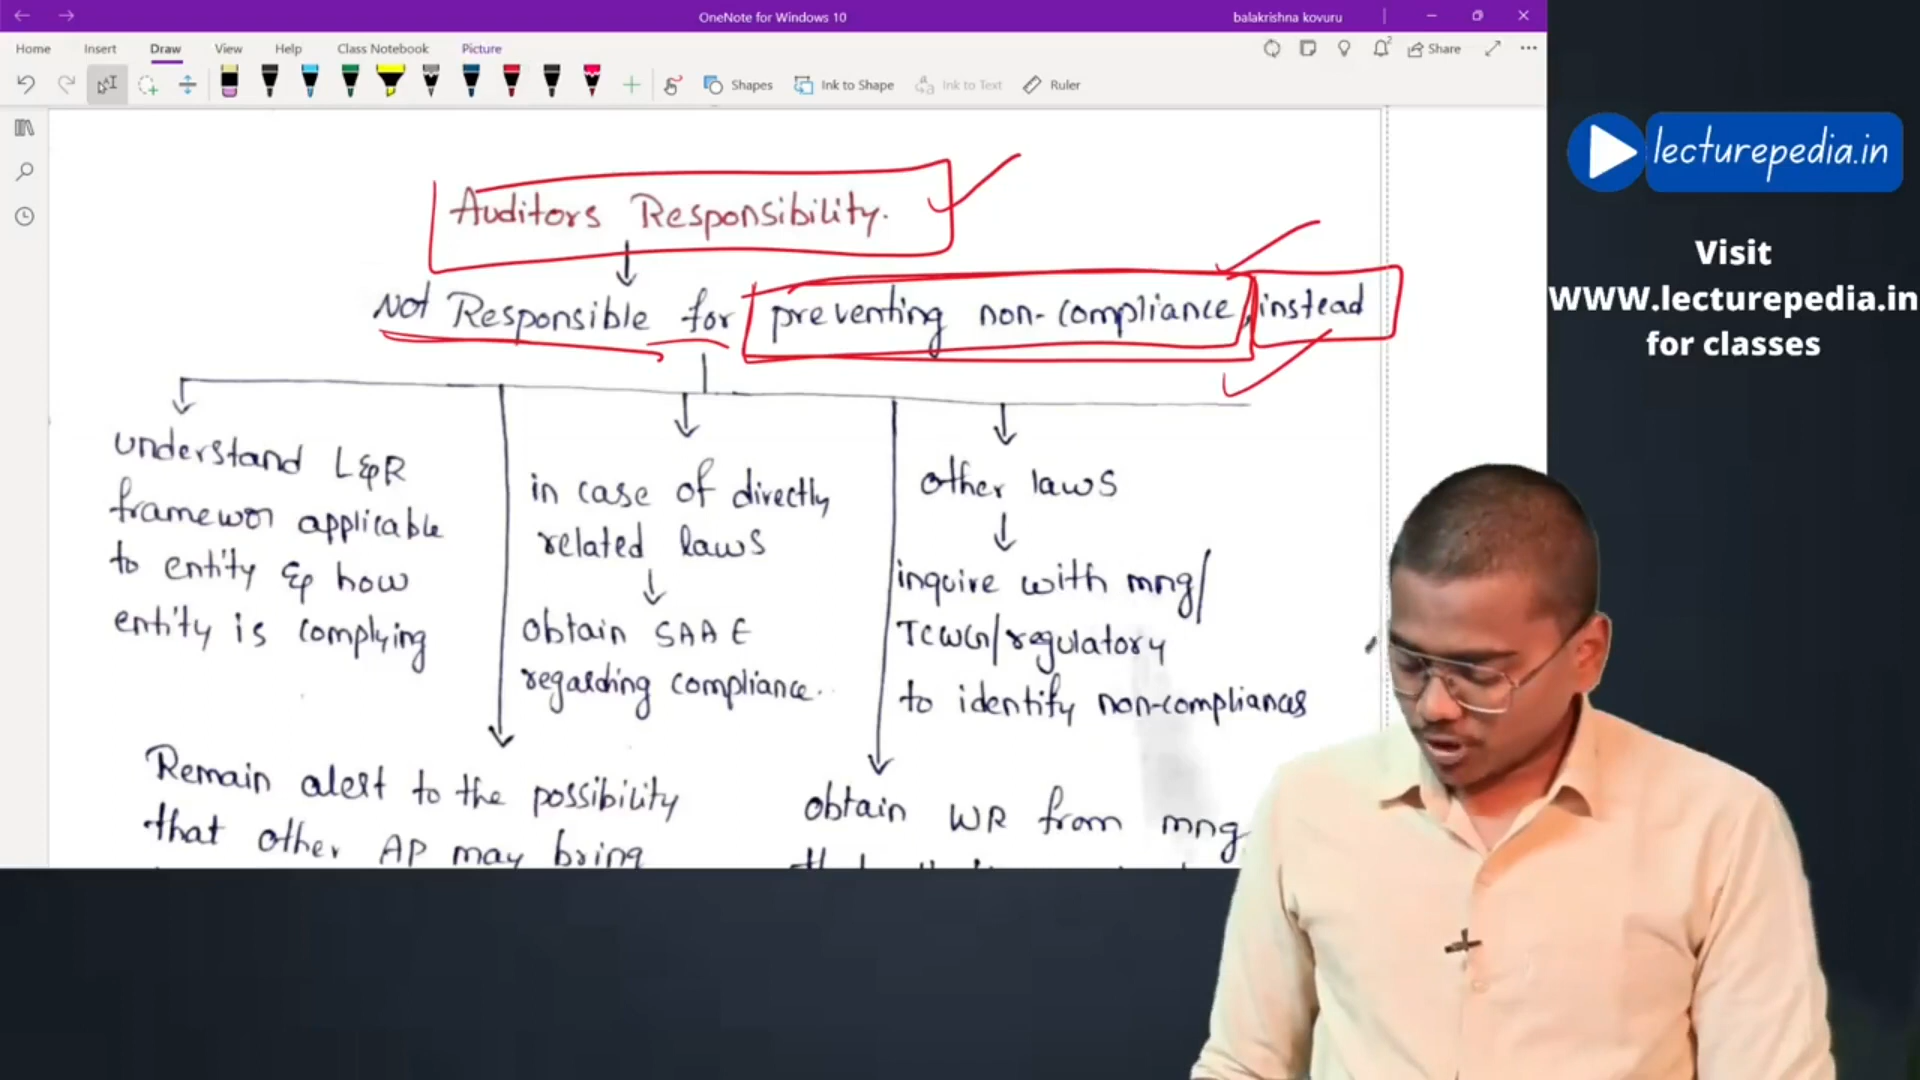 OneNote for Windows 10
balakrishna kovuru
Home Insert Draw View Help Class Notebook Picture
Share
Shapes Ink to Shape Ink to Text Ruler
lecturepedia.in
Visit
WWW.lecturepedia.in
for classes
Auditors Responsibility.
Not Responsible for preventing non-compliance, instead
understand L&R
framewor applicable
to entity & how
entity is complying
in case of directly
related laws
obtain SAAE
regarding compliance.
other laws
inquire with mng/
TCWG/regulatory
to identify non-compliances
Remain alert to the possibility
that other AP may bring
obtain WR from mng